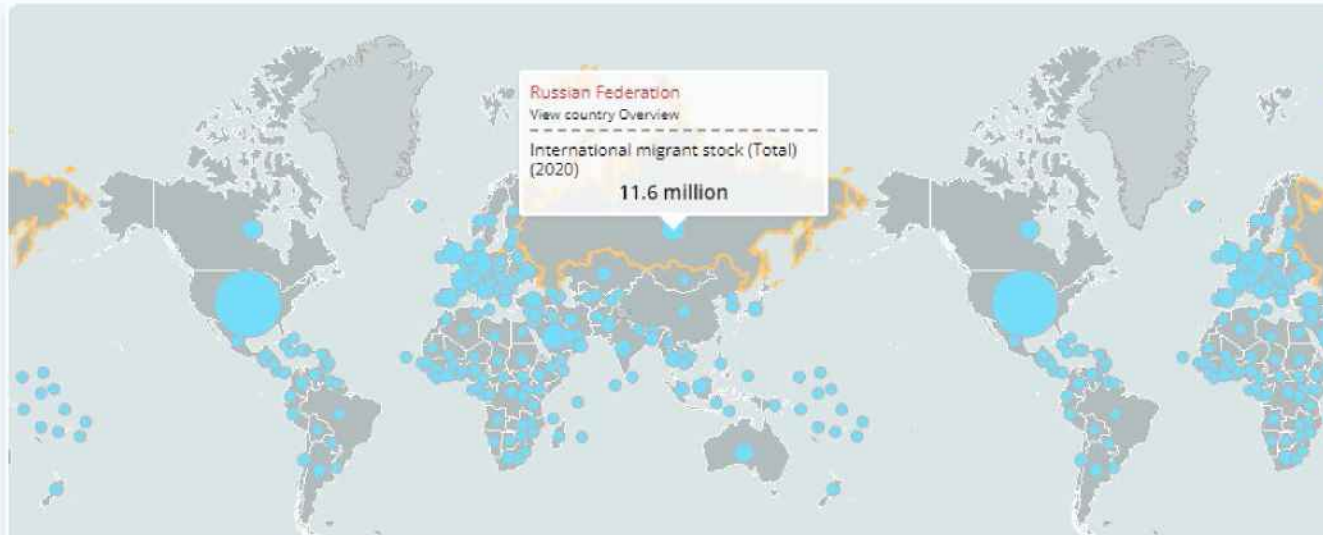 Russian Federation
View country Overview
International migrant stock (Total)
(2020)
11.6 million